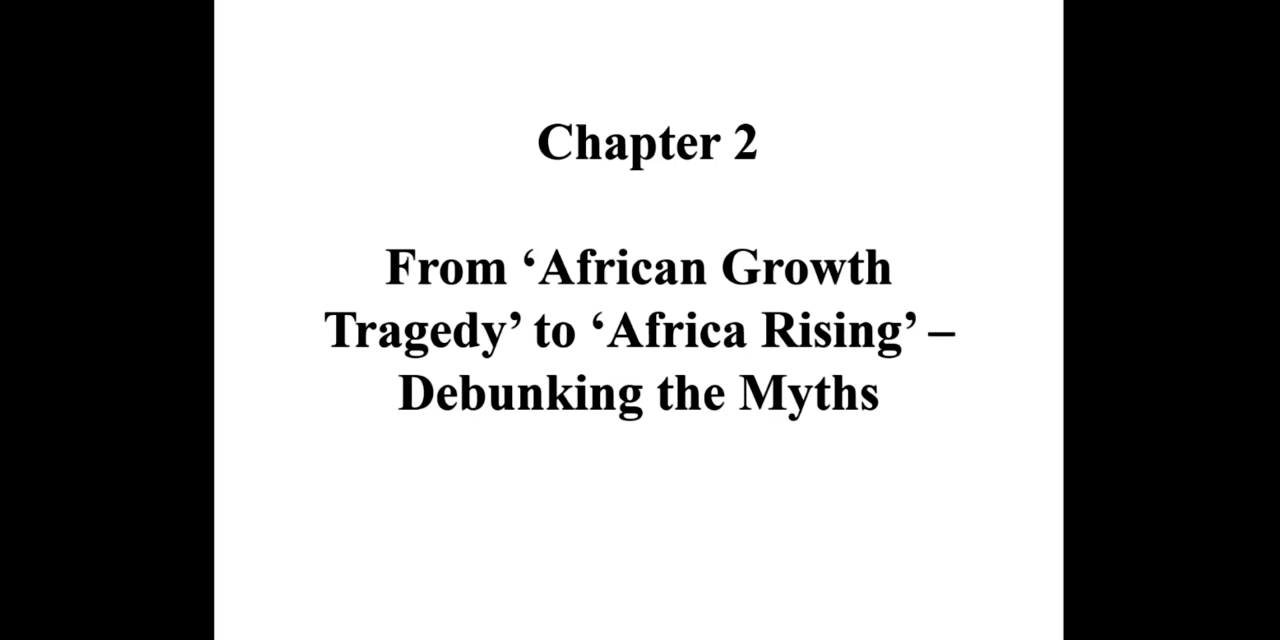 Chapter 2
From ‘African Growth
Tragedy’ to ‘Africa Rising’ –
Debunking the Myths